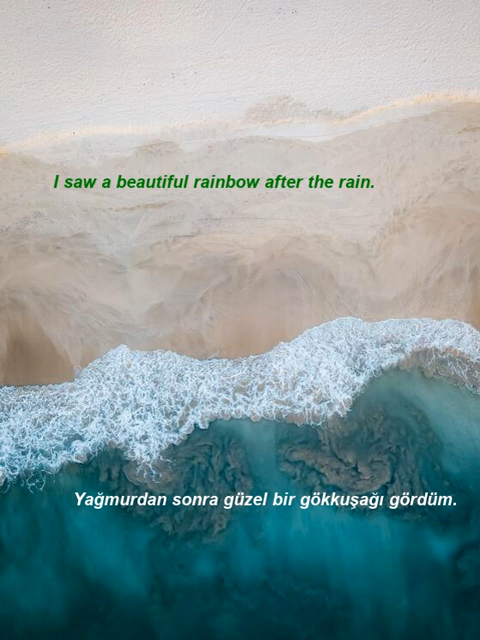 I saw a beautiful rainbow after the rain.
Yağmurdan sonra güzel bir gökkuşağı gördüm.